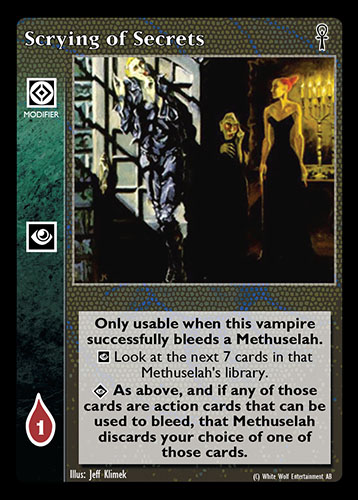 Scrying of Secrets
MODIFIER
Only usable when this vampire
successfully bleeds a Methuselah.
Look at the next 7 cards in that
Methuselah's library.
As above, and if any of those
cards are action cards that can be
used to bleed, that Methuselah
discards your choice of one of
those cards.
1
Illus: Jeff Klimek
(C) White Wolf Entertainment AB